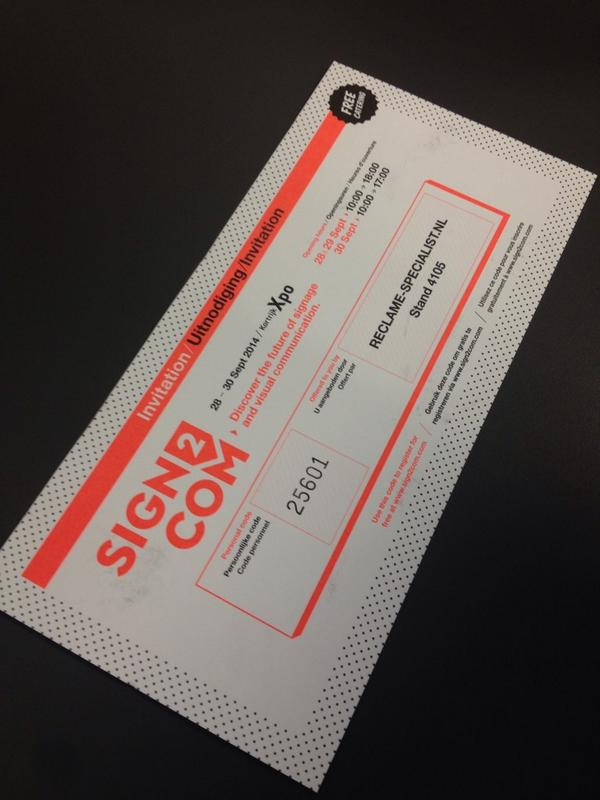 FREE
CATERING
Invitation/Uitnodiging/Invitation
SIGN2
COM
28 – 30 Sept 2014 / Kortrijk Xpo
Discover the future of signage
and visual communication.
Opening hours / Openingsuren / Heures d'ouverture
28-29 Sept › 10:00 > 18:00
30 Sept › 10:00 > 17:00
Personal code
Persoonlijke code
Code personnel
25601
Offered to you by
U aangeboden door
Offert par
RECLAME-SPECIALIST.NL
Stand 4105
Use this code to register for
free at www.sign2com.com
Gebruik deze code om gratis te
registreren via www.sign2com.com
Utilisez ce code pour vous inscrire
gratuitement à www.sign2com.com